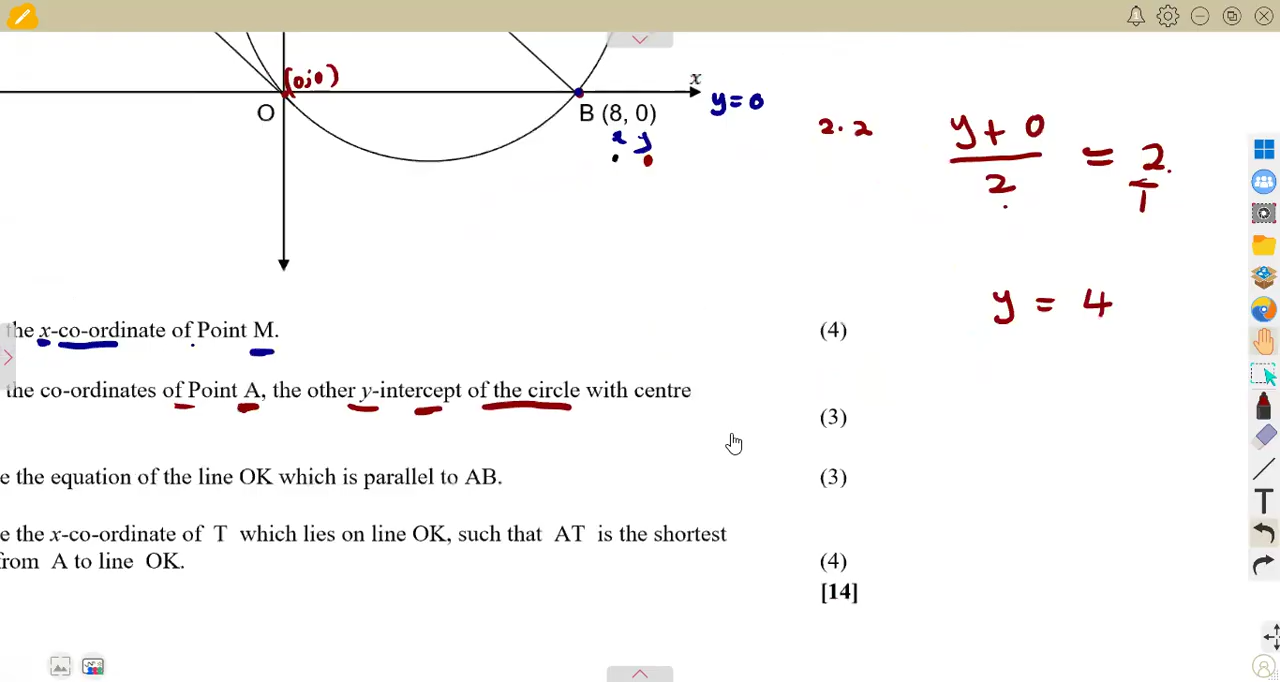 (0;0)
x
O
B (8, 0)
y=0
x y
2.2
y + 0
2
= 2
1
y = 4
the x-co-ordinate of Point M.
(4)
the co-ordinates of Point A, the other y-intercept of the circle with centre
(3)
e the equation of the line OK which is parallel to AB.
(3)
e the x-co-ordinate of T which lies on line OK, such that AT is the shortest
from A to line OK.
(4)
[14]
T